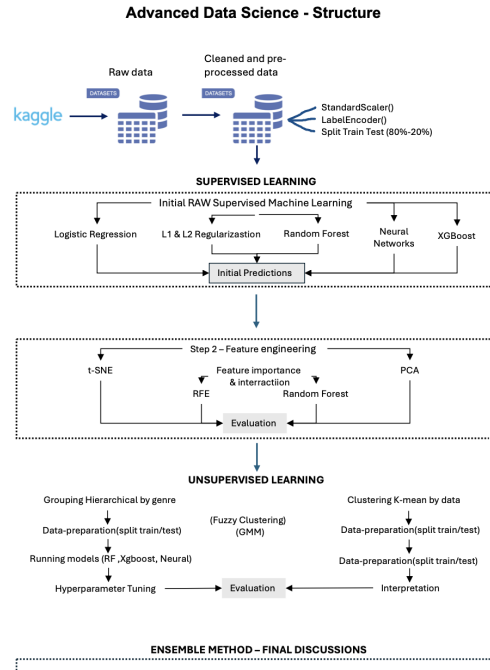 Advanced Data Science - Structure
Raw data
Cleaned and pre-
processed data
kaggle
DATASETS
DATASETS
StandardScaler()
LabelEncoder()
Split Train Test (80%-20%)
SUPERVISED LEARNING
Initial RAW Supervised Machine Learning
Logistic Regression
L1 & L2 Regularizastion
Random Forest
Neural
Networks
XGBoost
Initial Predictions
Step 2 – Feature engineering
t-SNE
Feature importance
& interractiion
PCA
RFE
Random Forest
Evaluation
UNSUPERVISED LEARNING
Grouping Hierarchical by genre
Clustering K-mean by data
(Fuzzy Clustering)
(GMM)
Data-preparation(split train/test)
Data-preparation(split train/test)
Running models (RF ,Xgboost, Neural)
Data-preparation(split train/test)
Hyperparameter Tuning
Evaluation
Interpretation
ENSEMBLE METHOD – FINAL DISCUSSIONS